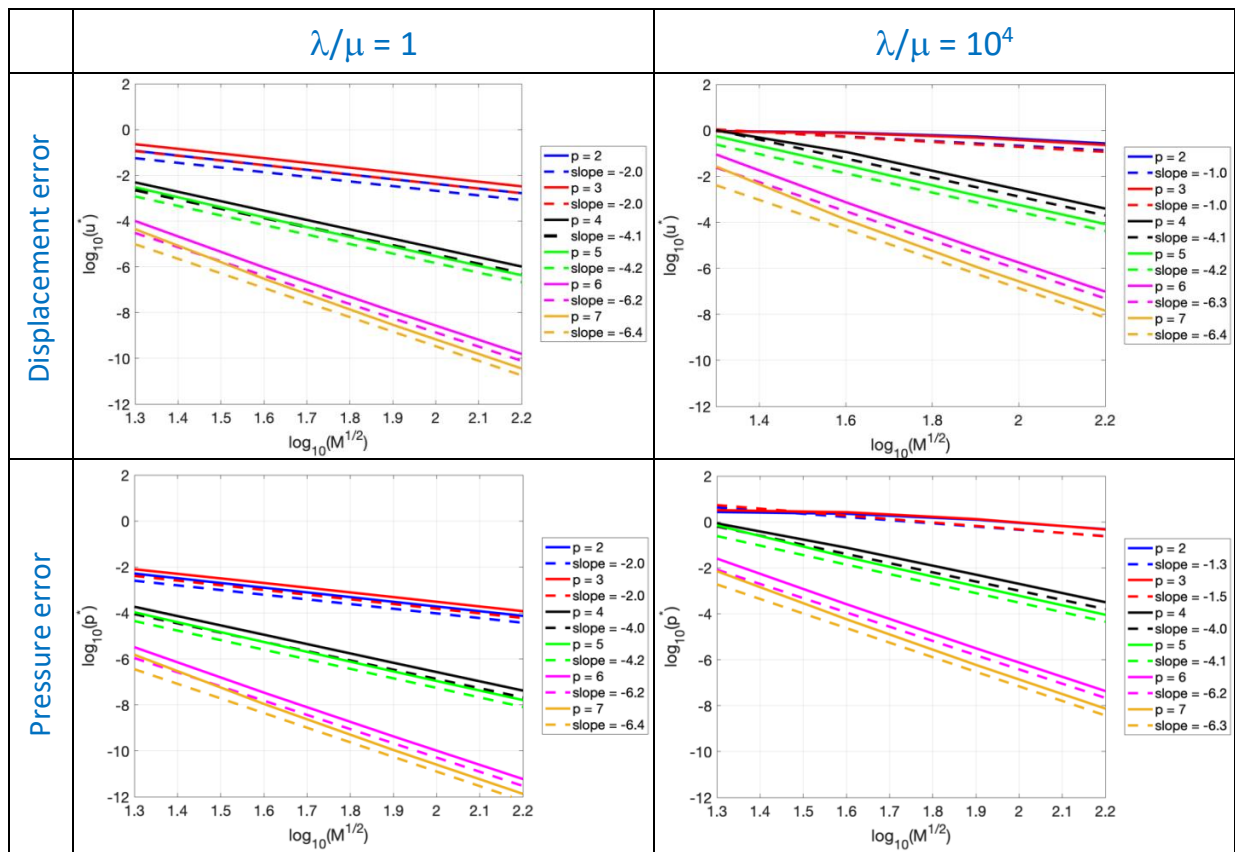 λ/μ = 1
λ/μ = 10⁴
Displacement error
2
0
-2
-4
-6
-8
-10
-12
log₁₀(u*)
1.3 1.4 1.5 1.6 1.7 1.8 1.9 2 2.1 2.2
log₁₀(M^{1/2})
p = 2
slope = -2.0
p = 3
slope = -2.0
p = 4
slope = -4.1
p = 5
slope = -4.2
p = 6
slope = -6.2
p = 7
slope = -6.4
2
0
-2
-4
-6
-8
-10
-12
log₁₀(u*)
1.4 1.6 1.8 2 2.2
log₁₀(M^{1/2})
p = 2
slope = -1.0
p = 3
slope = -1.0
p = 4
slope = -4.1
p = 5
slope = -4.2
p = 6
slope = -6.3
p = 7
slope = -6.4
Pressure error
2
0
-2
-4
-6
-8
-10
-12
log₁₀(p*)
1.3 1.4 1.5 1.6 1.7 1.8 1.9 2 2.1 2.2
log₁₀(M^{1/2})
p = 2
slope = -2.0
p = 3
slope = -2.0
p = 4
slope = -4.0
p = 5
slope = -4.2
p = 6
slope = -6.2
p = 7
slope = -6.4
2
0
-2
-4
-6
-8
-10
-12
log₁₀(p*)
1.3 1.4 1.5 1.6 1.7 1.8 1.9 2 2.1 2.2
log₁₀(M^{1/2})
p = 2
slope = -1.3
p = 3
slope = -1.5
p = 4
slope = -4.0
p = 5
slope = -4.1
p = 6
slope = -6.2
p = 7
slope = -6.3